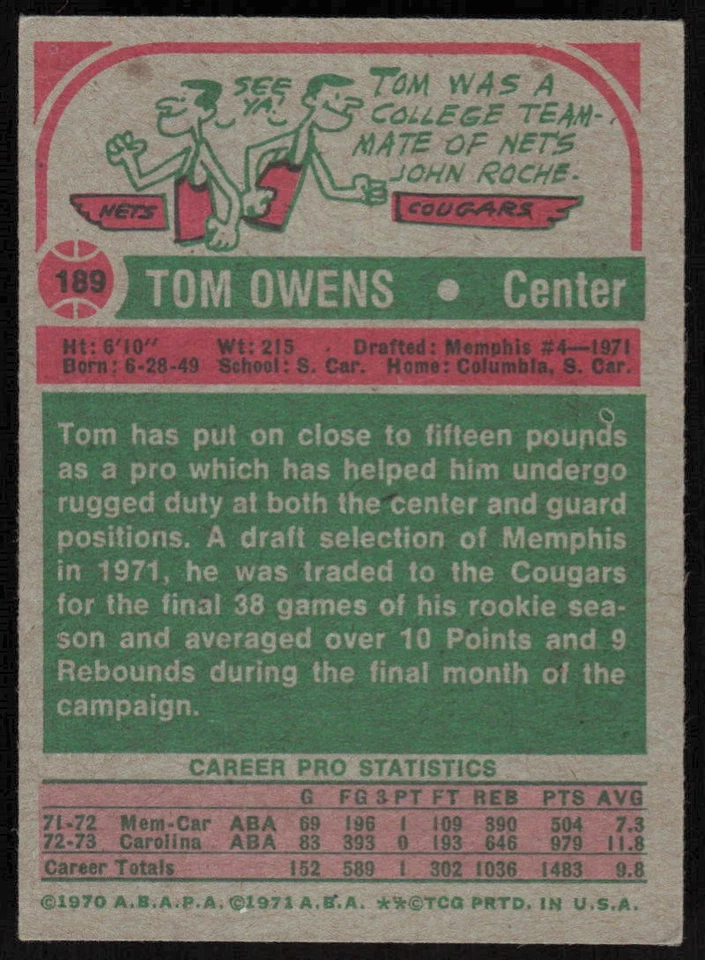 SEE
YA!
TOM WAS A
COLLEGE TEAM-
MATE OF NET'S
JOHN ROCHE.
NETS
COUGARS
189 TOM OWENS • Center
Ht: 6'10" Wt: 215 . Drafted: Memphis #4—1971
Born: 6-28-49 School: S. Car. Home: Columbia, S. Car.
Tom has put on close to fifteen pounds
as a pro which has helped him undergo
rugged duty at both the center and guard
positions. A draft selection of Memphis
in 1971, he was traded to the Cougars
for the final 38 games of his rookie sea-
son and averaged over 10 Points and 9
Rebounds during the final month of the
campaign.
CAREER PRO STATISTICS
G FG 3-PT FT REB PTS AVG
71-72 Mem-Car ABA 69 196 1 109 390 504 7.3
72-73 Carolina ABA 83 393 0 193 646 979 11.8
Career Totals 152 589 1 302 1036 1483 9.8
©1970 A.B.A.P.A. ©1971 A.B.A. **©TCG PRTD. IN U.S.A.